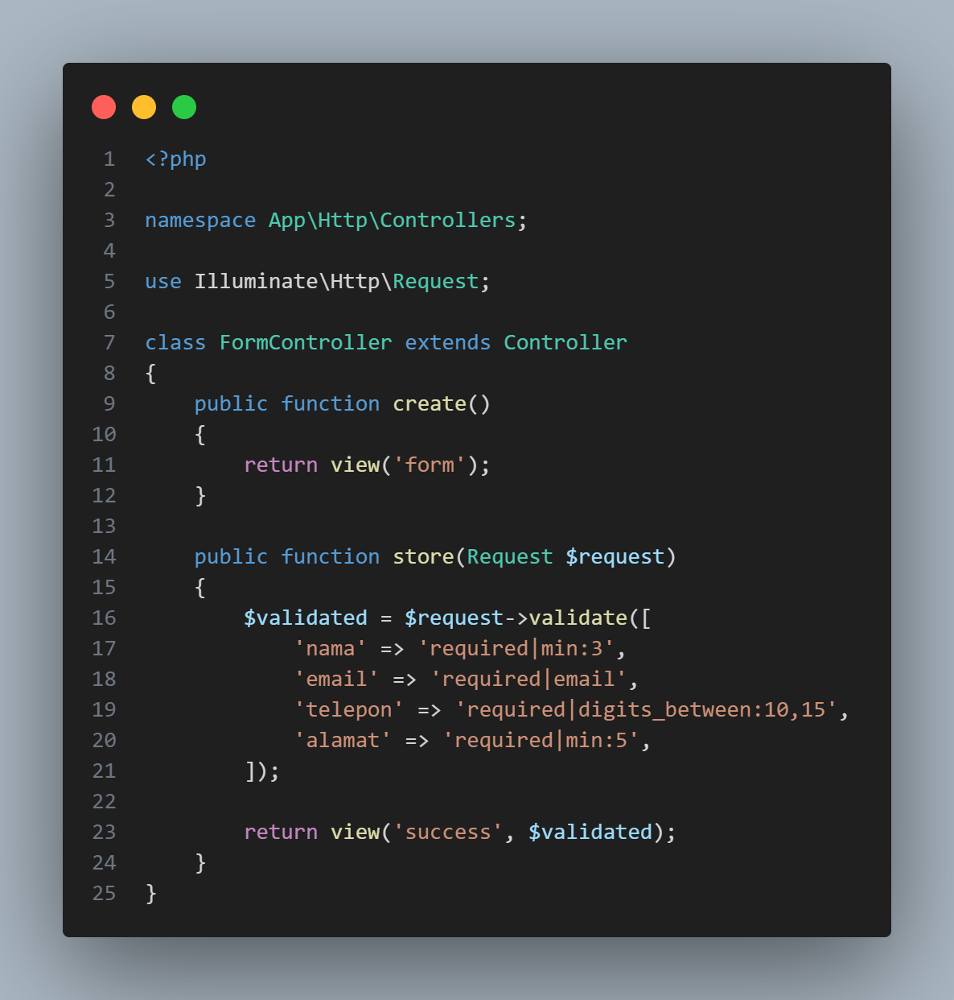 1 <?php
2
3 namespace App\Http\Controllers;
4
5 use Illuminate\Http\Request;
6
7 class FormController extends Controller
8 {
9     public function create()
10     {
11         return view('form');
12     }
13
14     public function store(Request $request)
15     {
16         $validated = $request->validate([
17             'nama' => 'required|min:3',
18             'email' => 'required|email',
19             'telepon' => 'required|digits_between:10,15',
20             'alamat' => 'required|min:5',
21         ]);
22
23         return view('success', $validated);
24     }
25 }